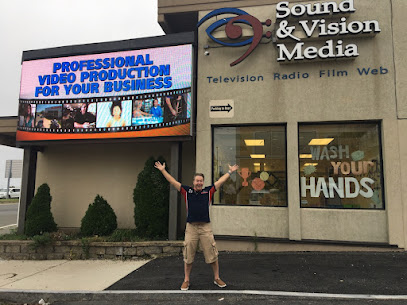 PROFESSIONAL
VIDEO PRODUCTION
FOR YOUR BUSINESS
Sound
& Vision
Media
Television Radio Film Web
WASH
YOUR
HANDS